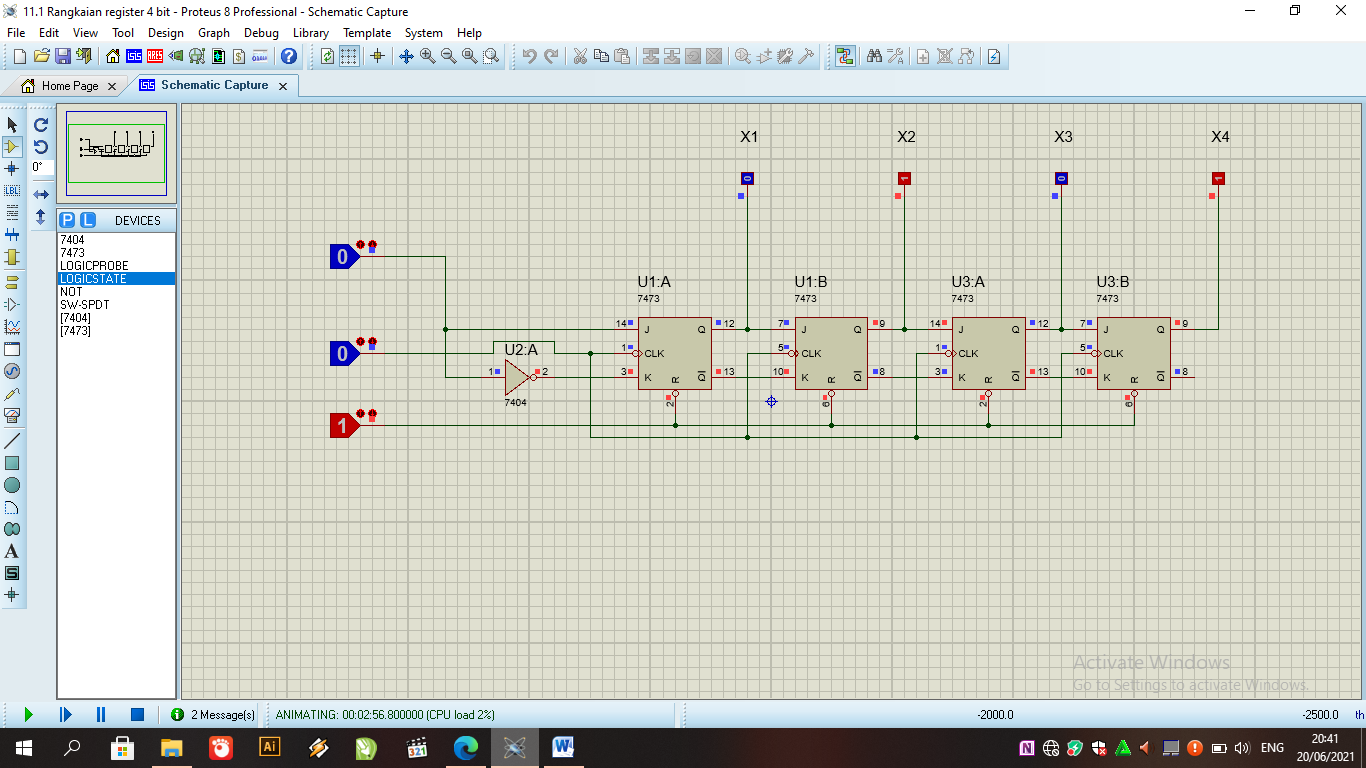 11.1 Rangkaian register 4 bit - Proteus 8 Professional - Schematic Capture
File Edit View Tool Design Graph Debug Library Template System Help
Home Page
Schematic Capture
0°
LBL
P L DEVICES
7404
7473
LOGICPROBE
LOGICSTATE
NOT
SW-SPDT
[7404]
[7473]
A
S
X1 X2 X3 X4
0 1 0 1
0
0
1
U1:A U1:B U3:A U3:B
7473 7473 7473 7473
14 J Q 12 7 J Q 9 14 J Q 12 7 J Q 9
1 CLK 5 CLK 1 CLK 5 CLK
3 K Q 13 10 K Q 8 3 K Q 13 10 K Q 8
R R R R
2 6 2 6
U2:A
1 2
7404
Activate Windows
Go to Settings to activate Windows.
2 Message(s) ANIMATING: 00:02:56.800000 (CPU load 2%) -2000.0 -2500.0 th
Ai 321 W N ENG
20:41
20/06/2021